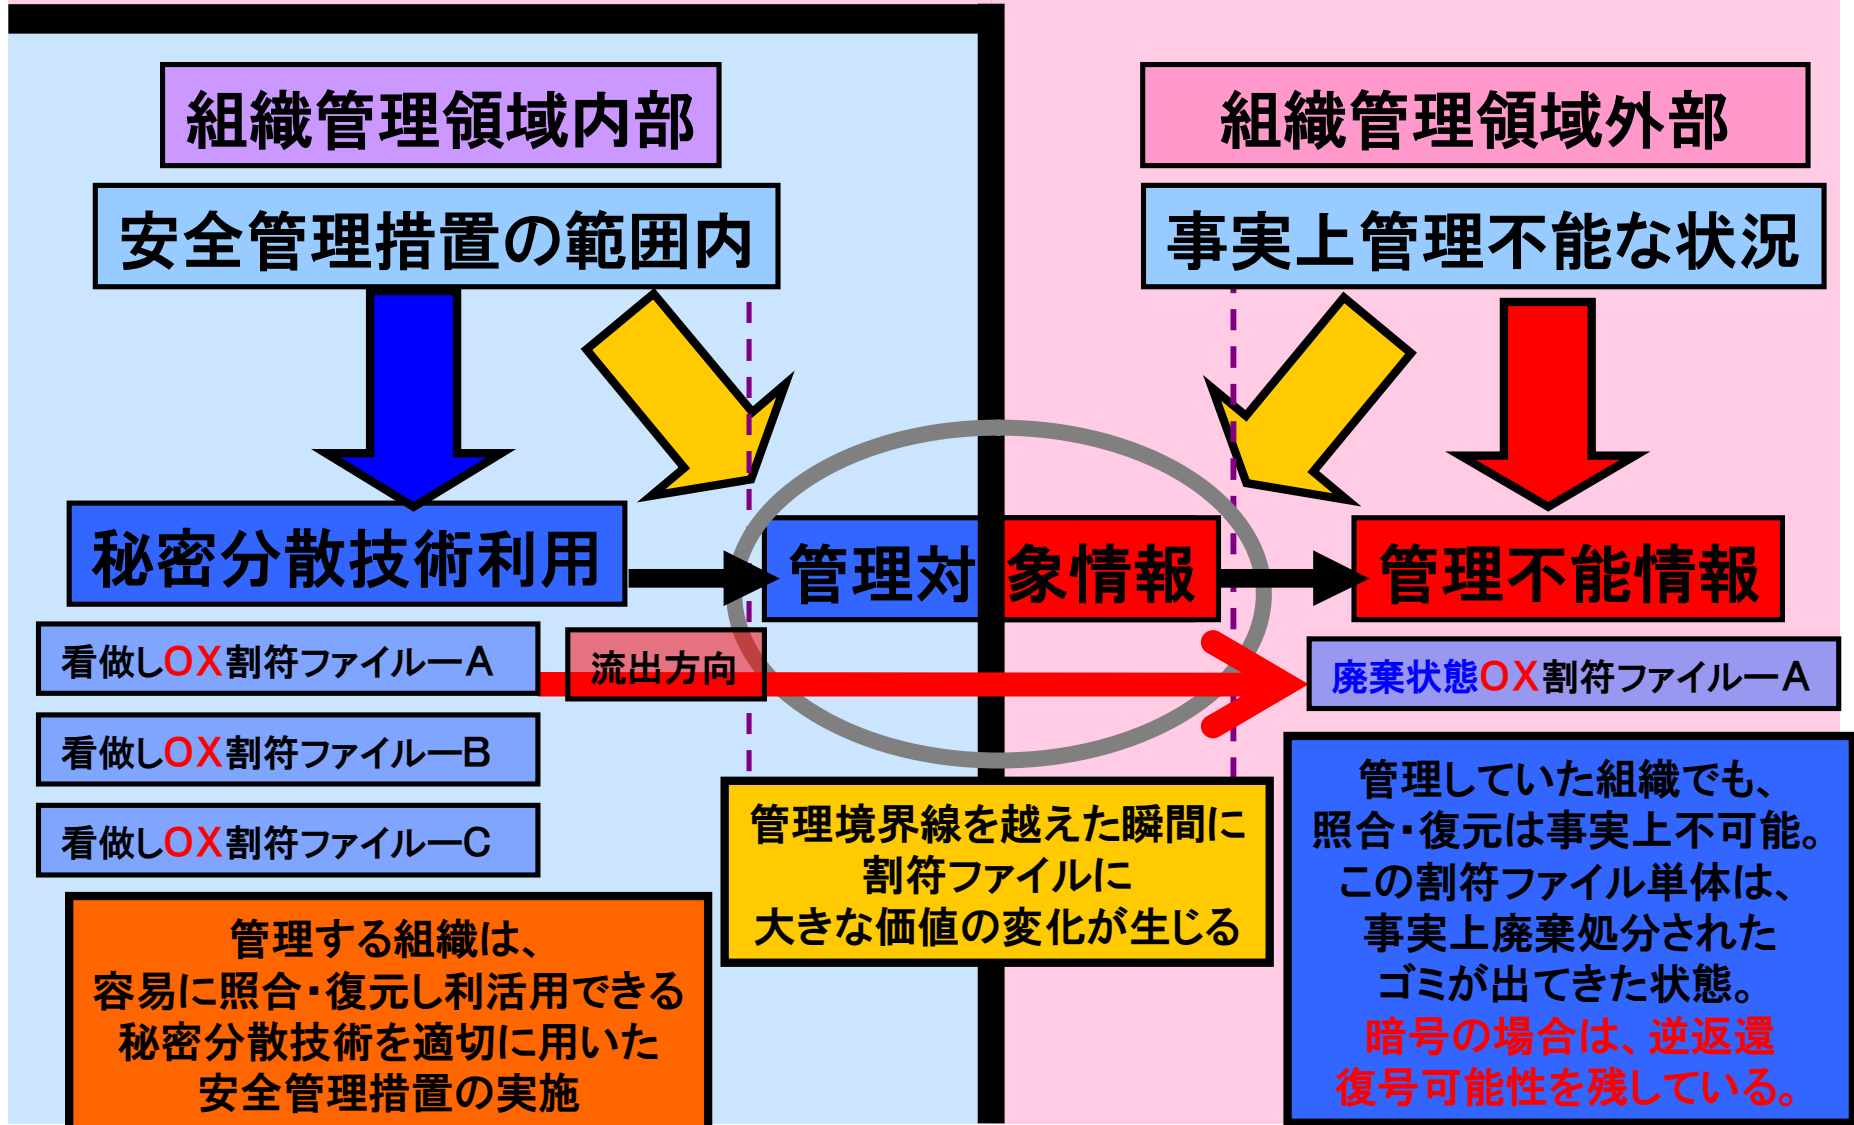 組織管理領域内部
組織管理領域外部
安全管理措置の範囲内
事実上管理不能な状況
秘密分散技術利用
管理対象情報
管理不能情報
看做しOX割符ファイルーA
流出方向
廃棄状態OX割符ファイルーA
看做しOX割符ファイルーB
看做しOX割符ファイルーC
管理する組織は、
容易に照合・復元し利活用できる
秘密分散技術を適切に用いた
安全管理措置の実施
管理境界線を越えた瞬間に
割符ファイルに
大きな価値の変化が生じる
管理していた組織でも、
照合・復元は事実上不可能。
この割符ファイル単体は、
事実上廃棄処分された
ゴミが出てきた状態。
暗号の場合は、逆返還
復号可能性を残している。